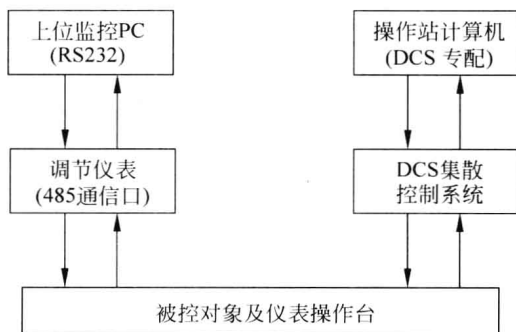 上位监控PC
(RS232)
操作站计算机
(DCS 专配)
调节仪表
(485通信口)
DCS集散
控制系统
被控对象及仪表操作台